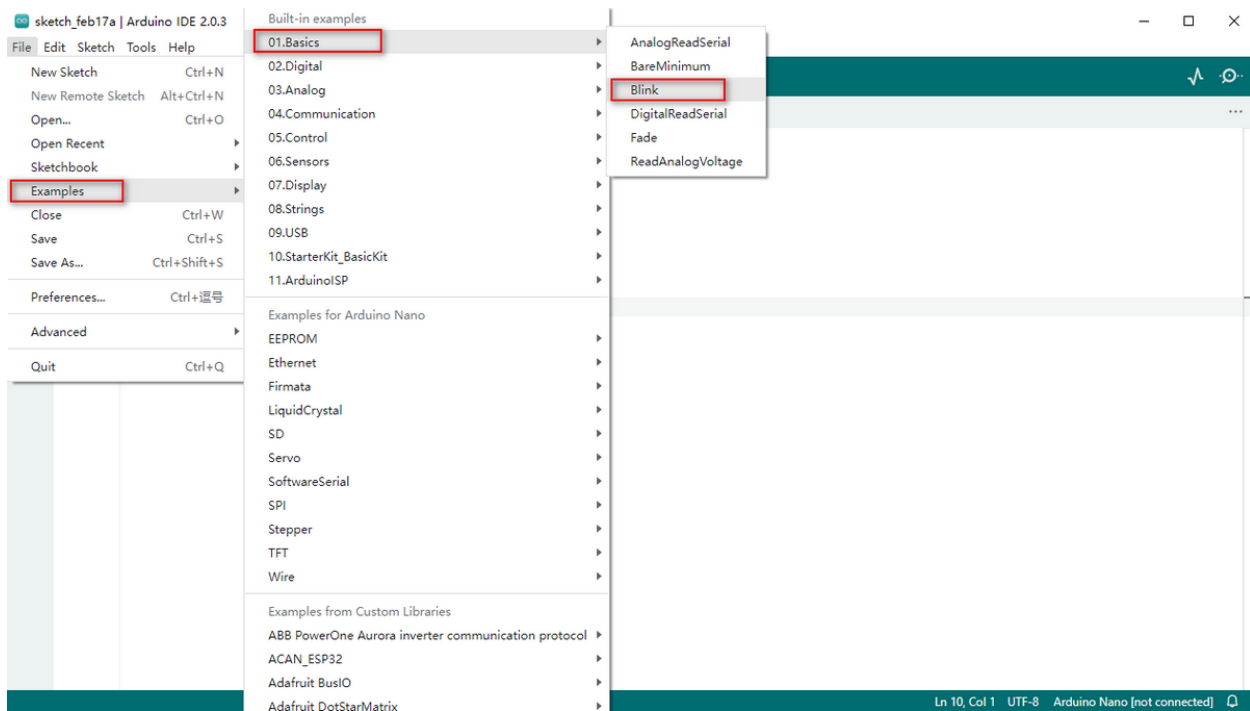 sketch_feb17a | Arduino IDE 2.0.3
File Edit Sketch Tools Help
New Sketch Ctrl+N
New Remote Sketch Alt+Ctrl+N
Open... Ctrl+O
Open Recent
Sketchbook
Examples
Close Ctrl+W
Save Ctrl+S
Save As... Ctrl+Shift+S
Preferences... Ctrl+逗号
Advanced
Quit Ctrl+Q
Built-in examples
01.Basics
02.Digital
03.Analog
04.Communication
05.Control
06.Sensors
07.Display
08.Strings
09.USB
10.StarterKit_BasicKit
11.ArduinoISP
Examples for Arduino Nano
EEPROM
Ethernet
Firmata
LiquidCrystal
SD
Servo
SoftwareSerial
SPI
Stepper
TFT
Wire
Examples from Custom Libraries
ABB PowerOne Aurora inverter communication protocol
ACAN_ESP32
Adafruit BusIO
Adafruit DotStarMatrix
AnalogReadSerial
BareMinimum
Blink
DigitalReadSerial
Fade
ReadAnalogVoltage
Ln 10, Col 1 UTF-8 Arduino Nano [not connected]